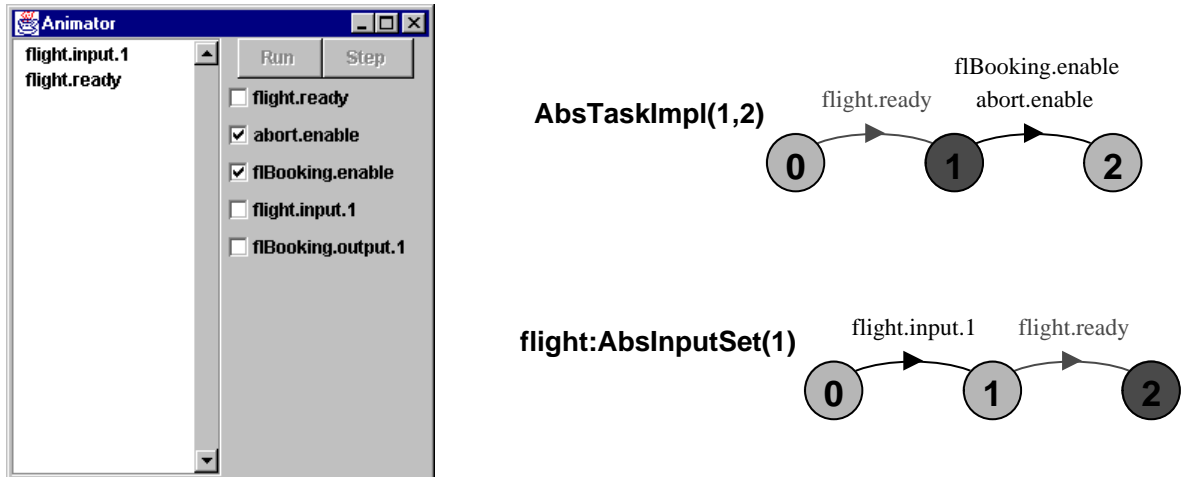 Animator
flight.input.1
flight.ready
Run Step
flight.ready
abort.enable
flBooking.enable
flight.input.1
flBooking.output.1
AbsTaskImpl(1,2)
flight.ready
flBooking.enable
abort.enable
0 1 2
flight:AbsInputSet(1)
flight.input.1 flight.ready
0 1 2